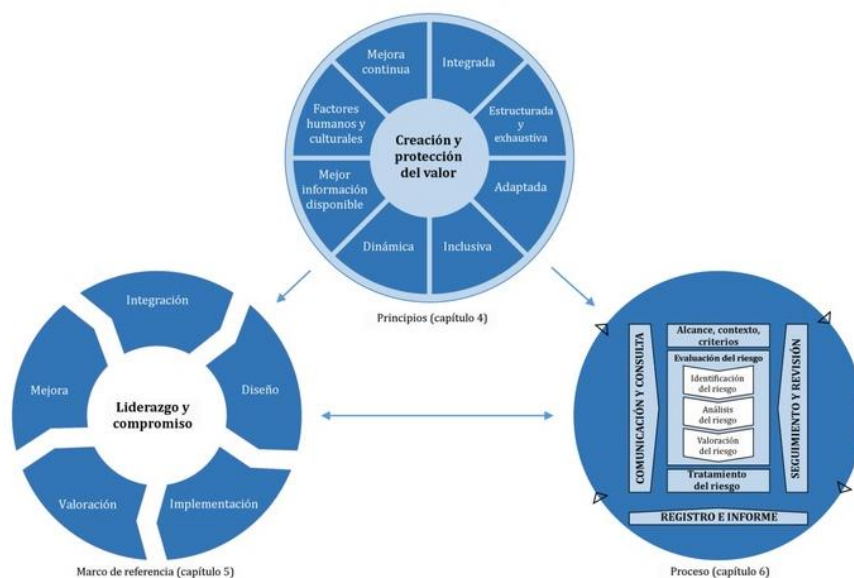 Mejora
continua
Integrada
Factores
humanos y
culturales
Estructurada
y
exhaustiva
Creación y
protección
del valor
Mejor
información
disponible
Adaptada
Dinámica
Inclusiva
Principios (capítulo 4)
Integración
Mejora
Diseño
Liderazgo y
compromiso
Valoración
Implementación
Marco de referencia (capítulo 5)
COMUNICACIÓN Y CONSULTA
Alcance, contexto,
criterios
Evaluación del riesgo
Identificación
del riesgo
Análisis
del riesgo
Valoración
del riesgo
Tratamiento
del riesgo
SEGUIMIENTO Y REVISIÓN
REGISTRO E INFORME
Proceso (capítulo 6)